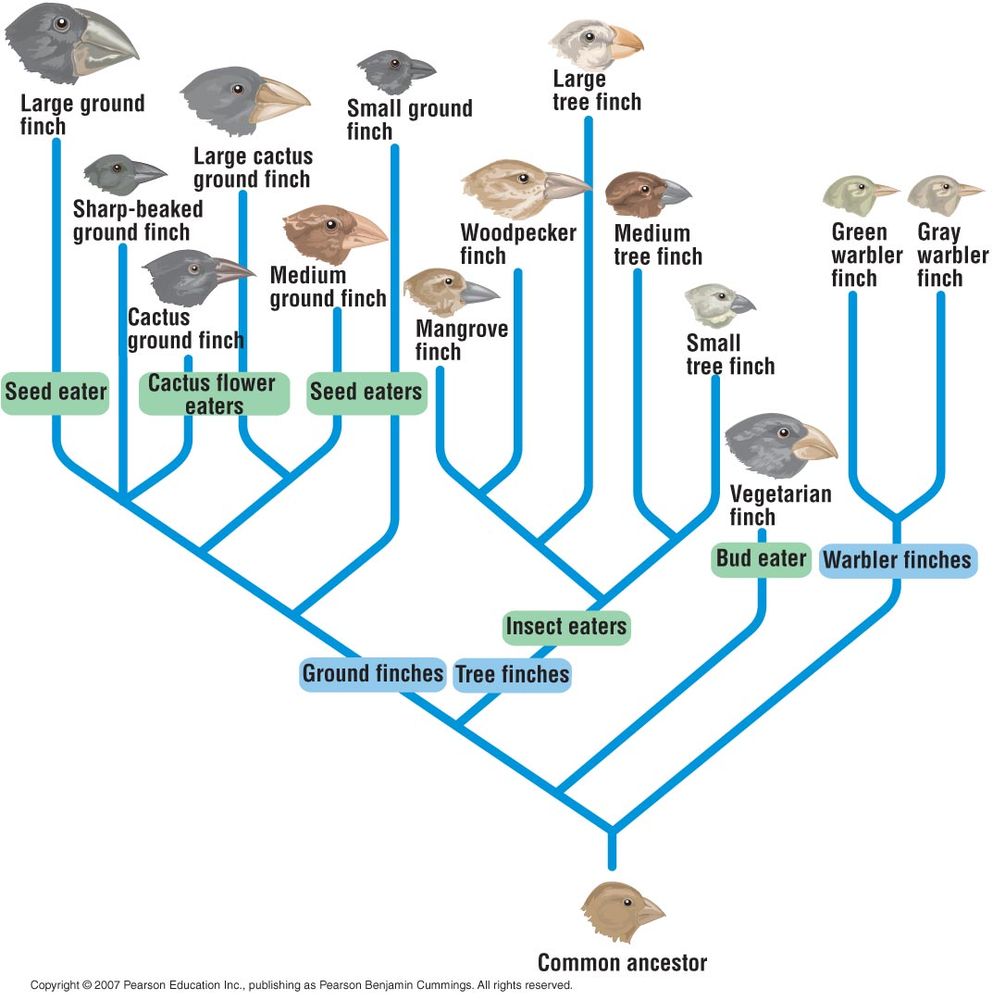 Large ground
finch
Sharp-beaked
ground finch
Large cactus
ground finch
Cactus
ground finch
Medium
ground finch
Small ground
finch
Mangrove
finch
Woodpecker
finch
Large
tree finch
Medium
tree finch
Small
tree finch
Vegetarian
finch
Green
warbler
finch
Gray
warbler
finch
Seed eater
Cactus flower
eaters
Seed eaters
Bud eater
Warbler finches
Insect eaters
Ground finches
Tree finches
Common ancestor
Copyright © 2007 Pearson Education Inc., publishing as Pearson Benjamin Cummings. All rights reserved.